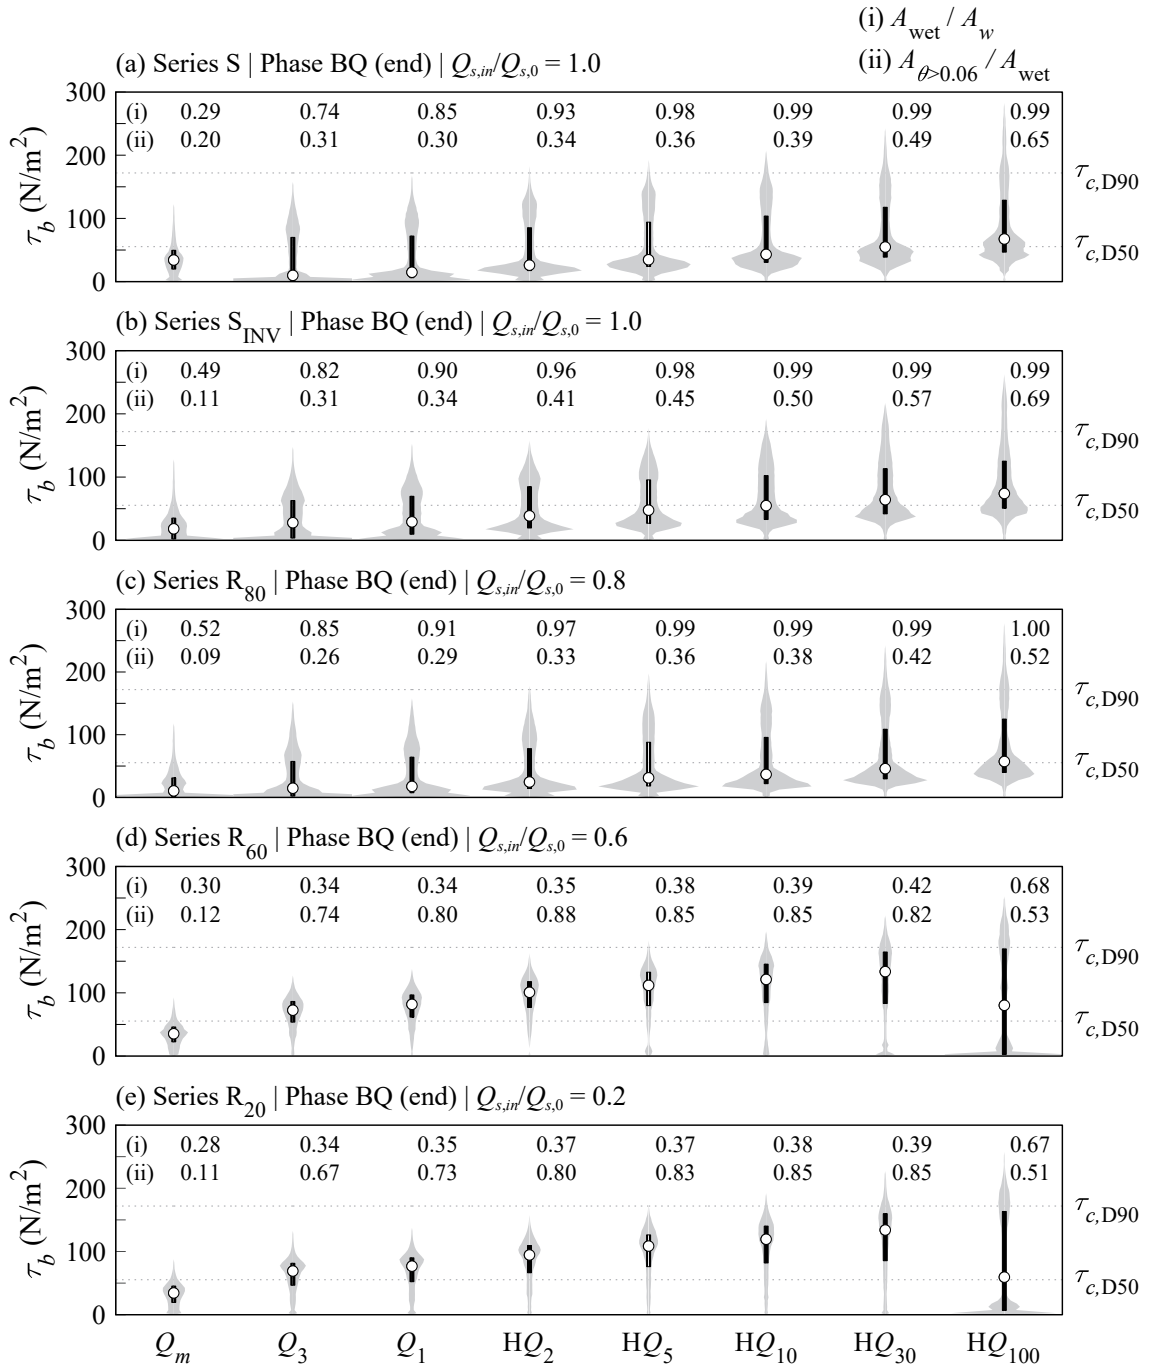 (i) A_wet / A_w
(a) Series S | Phase BQ (end) | Q_s,in/Q_s,0 = 1.0
(ii) A_θ>0.06 / A_wet
300
(i) 0.29 0.74 0.85 0.93 0.98 0.99 0.99 0.99
(ii) 0.20 0.31 0.30 0.34 0.36 0.39 0.49 0.65
200
τ_c,D90
τ_b (N/m²)
100
τ_c,D50
0
(b) Series S_INV | Phase BQ (end) | Q_s,in/Q_s,0 = 1.0
300
(i) 0.49 0.82 0.90 0.96 0.98 0.99 0.99 0.99
(ii) 0.11 0.31 0.34 0.41 0.45 0.50 0.57 0.69
200
τ_c,D90
τ_b (N/m²)
100
τ_c,D50
0
(c) Series R_80 | Phase BQ (end) | Q_s,in/Q_s,0 = 0.8
300
(i) 0.52 0.85 0.91 0.97 0.99 0.99 0.99 1.00
(ii) 0.09 0.26 0.29 0.33 0.36 0.38 0.42 0.52
200
τ_c,D90
τ_b (N/m²)
100
τ_c,D50
0
(d) Series R_60 | Phase BQ (end) | Q_s,in/Q_s,0 = 0.6
300
(i) 0.30 0.34 0.34 0.35 0.38 0.39 0.42 0.68
(ii) 0.12 0.74 0.80 0.88 0.85 0.85 0.82 0.53
200
τ_c,D90
τ_b (N/m²)
100
τ_c,D50
0
(e) Series R_20 | Phase BQ (end) | Q_s,in/Q_s,0 = 0.2
300
(i) 0.28 0.34 0.35 0.37 0.37 0.38 0.39 0.67
(ii) 0.11 0.67 0.73 0.80 0.83 0.85 0.85 0.51
200
τ_c,D90
τ_b (N/m²)
100
τ_c,D50
0
Q_m Q_3 Q_1 HQ_2 HQ_5 HQ_10 HQ_30 HQ_100